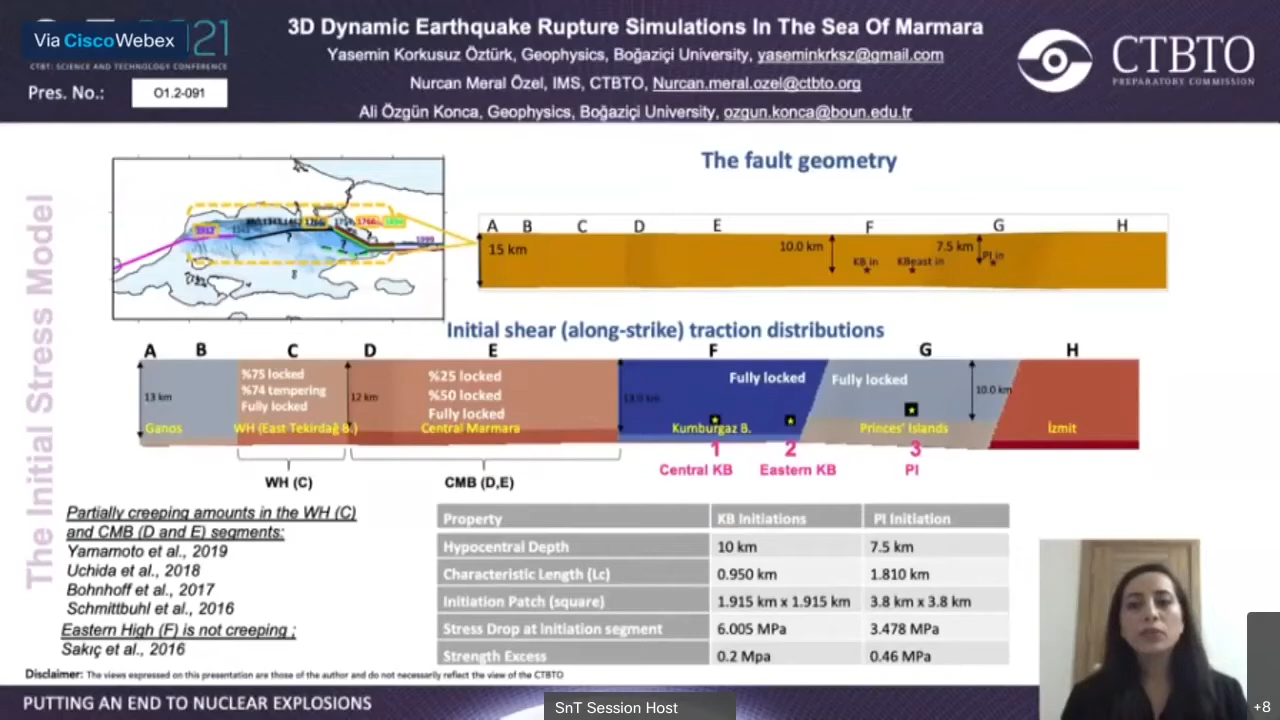 Via Cisco Webex
21
CTBT: SCIENCE AND TECHNOLOGY CONFERENCE
Pres. No.:
O1.2-091
3D Dynamic Earthquake Rupture Simulations In The Sea Of Marmara
Yasemin Korkusuz Öztürk, Geophysics, Boğaziçi University, yaseminkrksz@gmail.com
Nurcan Meral Özel, IMS, CTBTO, Nurcan.meral.ozel@ctbto.org
Ali Özgün Konca, Geophysics, Boğaziçi University, ozgun.konca@boun.edu.tr
CTBTO
PREPARATORY COMMISSION
The Initial Stress Model
1912
1766
1999
?
?
The fault geometry
A B C D E F G H
15 km
10.0 km
7.5 km
KB in
KBeast in
PI in
Initial shear (along-strike) traction distributions
A B C D E F G H
13 km
Ganos
%75 locked
%74 tempering
Fully locked
WH (East Tekirdağ B.)
12 km
%25 locked
%50 locked
Fully locked
Central Marmara
Fully locked
Kumburgaz B.
Fully locked
10.0 km
Princes' Islands
İzmit
1
Central KB
2
Eastern KB
3
PI
WH (C)
CMB (D,E)
Partially creeping amounts in the WH (C)
and CMB (D and E) segments:
Yamamoto et al., 2019
Uchida et al., 2018
Bohnhoff et al., 2017
Schmittbuhl et al., 2016
Eastern High (F) is not creeping ;
Sakıç et al., 2016
Property KB Initiations PI Initiation
Hypocentral Depth 10 km 7.5 km
Characteristic Length (Lc) 0.950 km 1.810 km
Initiation Patch (square) 1.915 km x 1.915 km 3.8 km x 3.8 km
Stress Drop at initiation segment 6.005 MPa 3.478 MPa
Strength Excess 0.2 Mpa 0.46 MPa
Disclaimer: The views expressed on this presentation are those of the author and do not necessarily reflect the view of the CTBTO
PUTTING AN END TO NUCLEAR EXPLOSIONS
SnT Session Host
+8